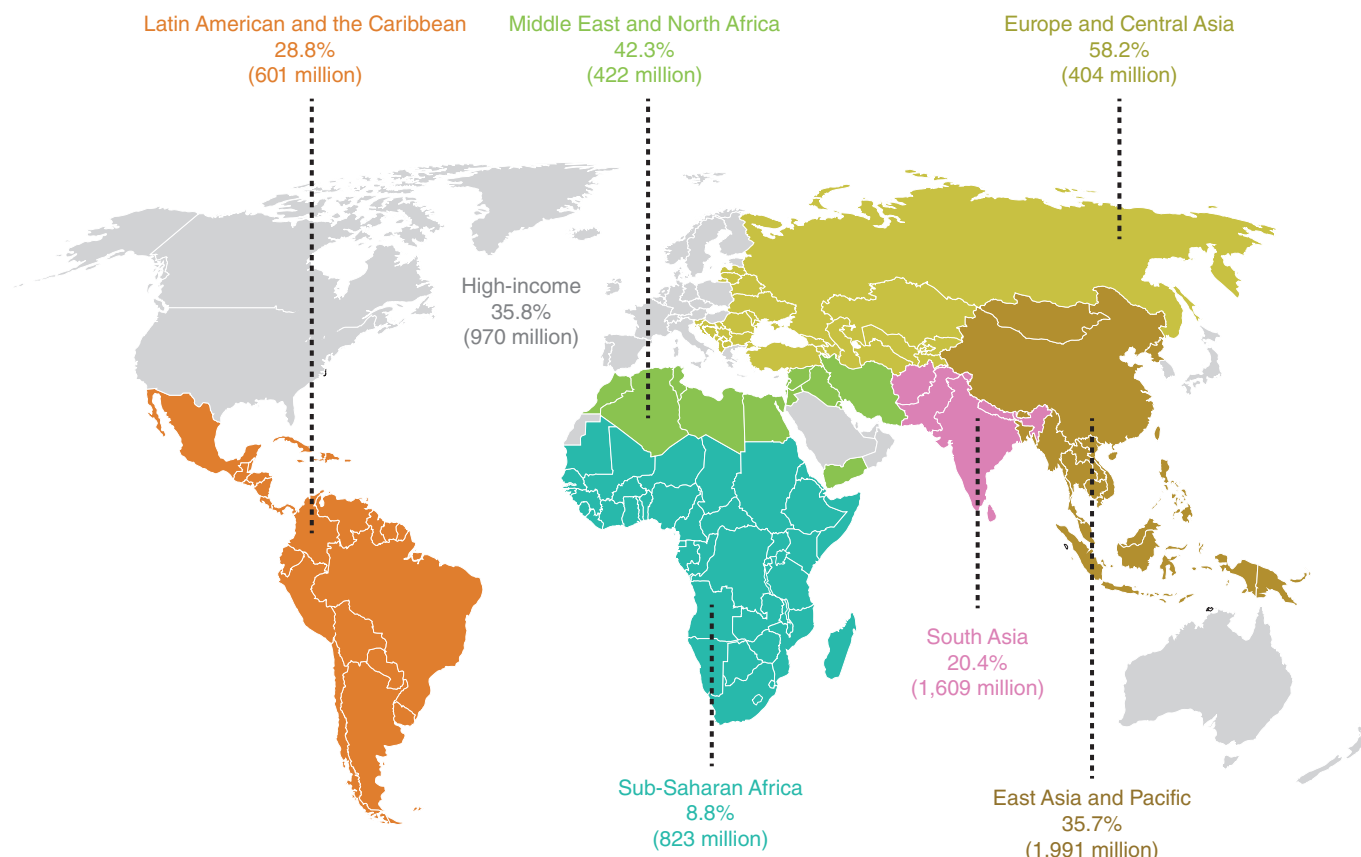 Latin American and the Caribbean
28.8%
(601 million)
Middle East and North Africa
42.3%
(422 million)
Europe and Central Asia
58.2%
(404 million)
High-income
35.8%
(970 million)
South Asia
20.4%
(1,609 million)
Sub-Saharan Africa
8.8%
(823 million)
East Asia and Pacific
35.7%
(1,991 million)